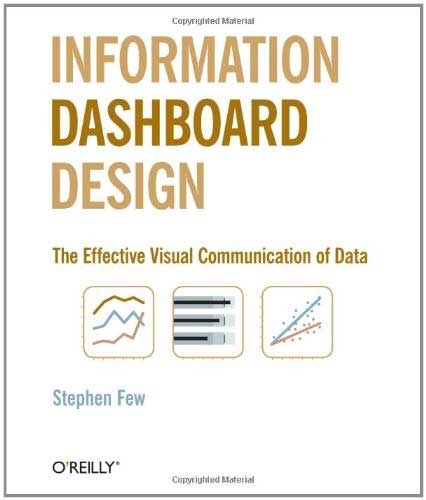 Copyrighted Material
INFORMATION
DASHBOARD
DESIGN
The Effective Visual Communication of Data
Stephen Few
O'REILLY®
Copyrighted Material